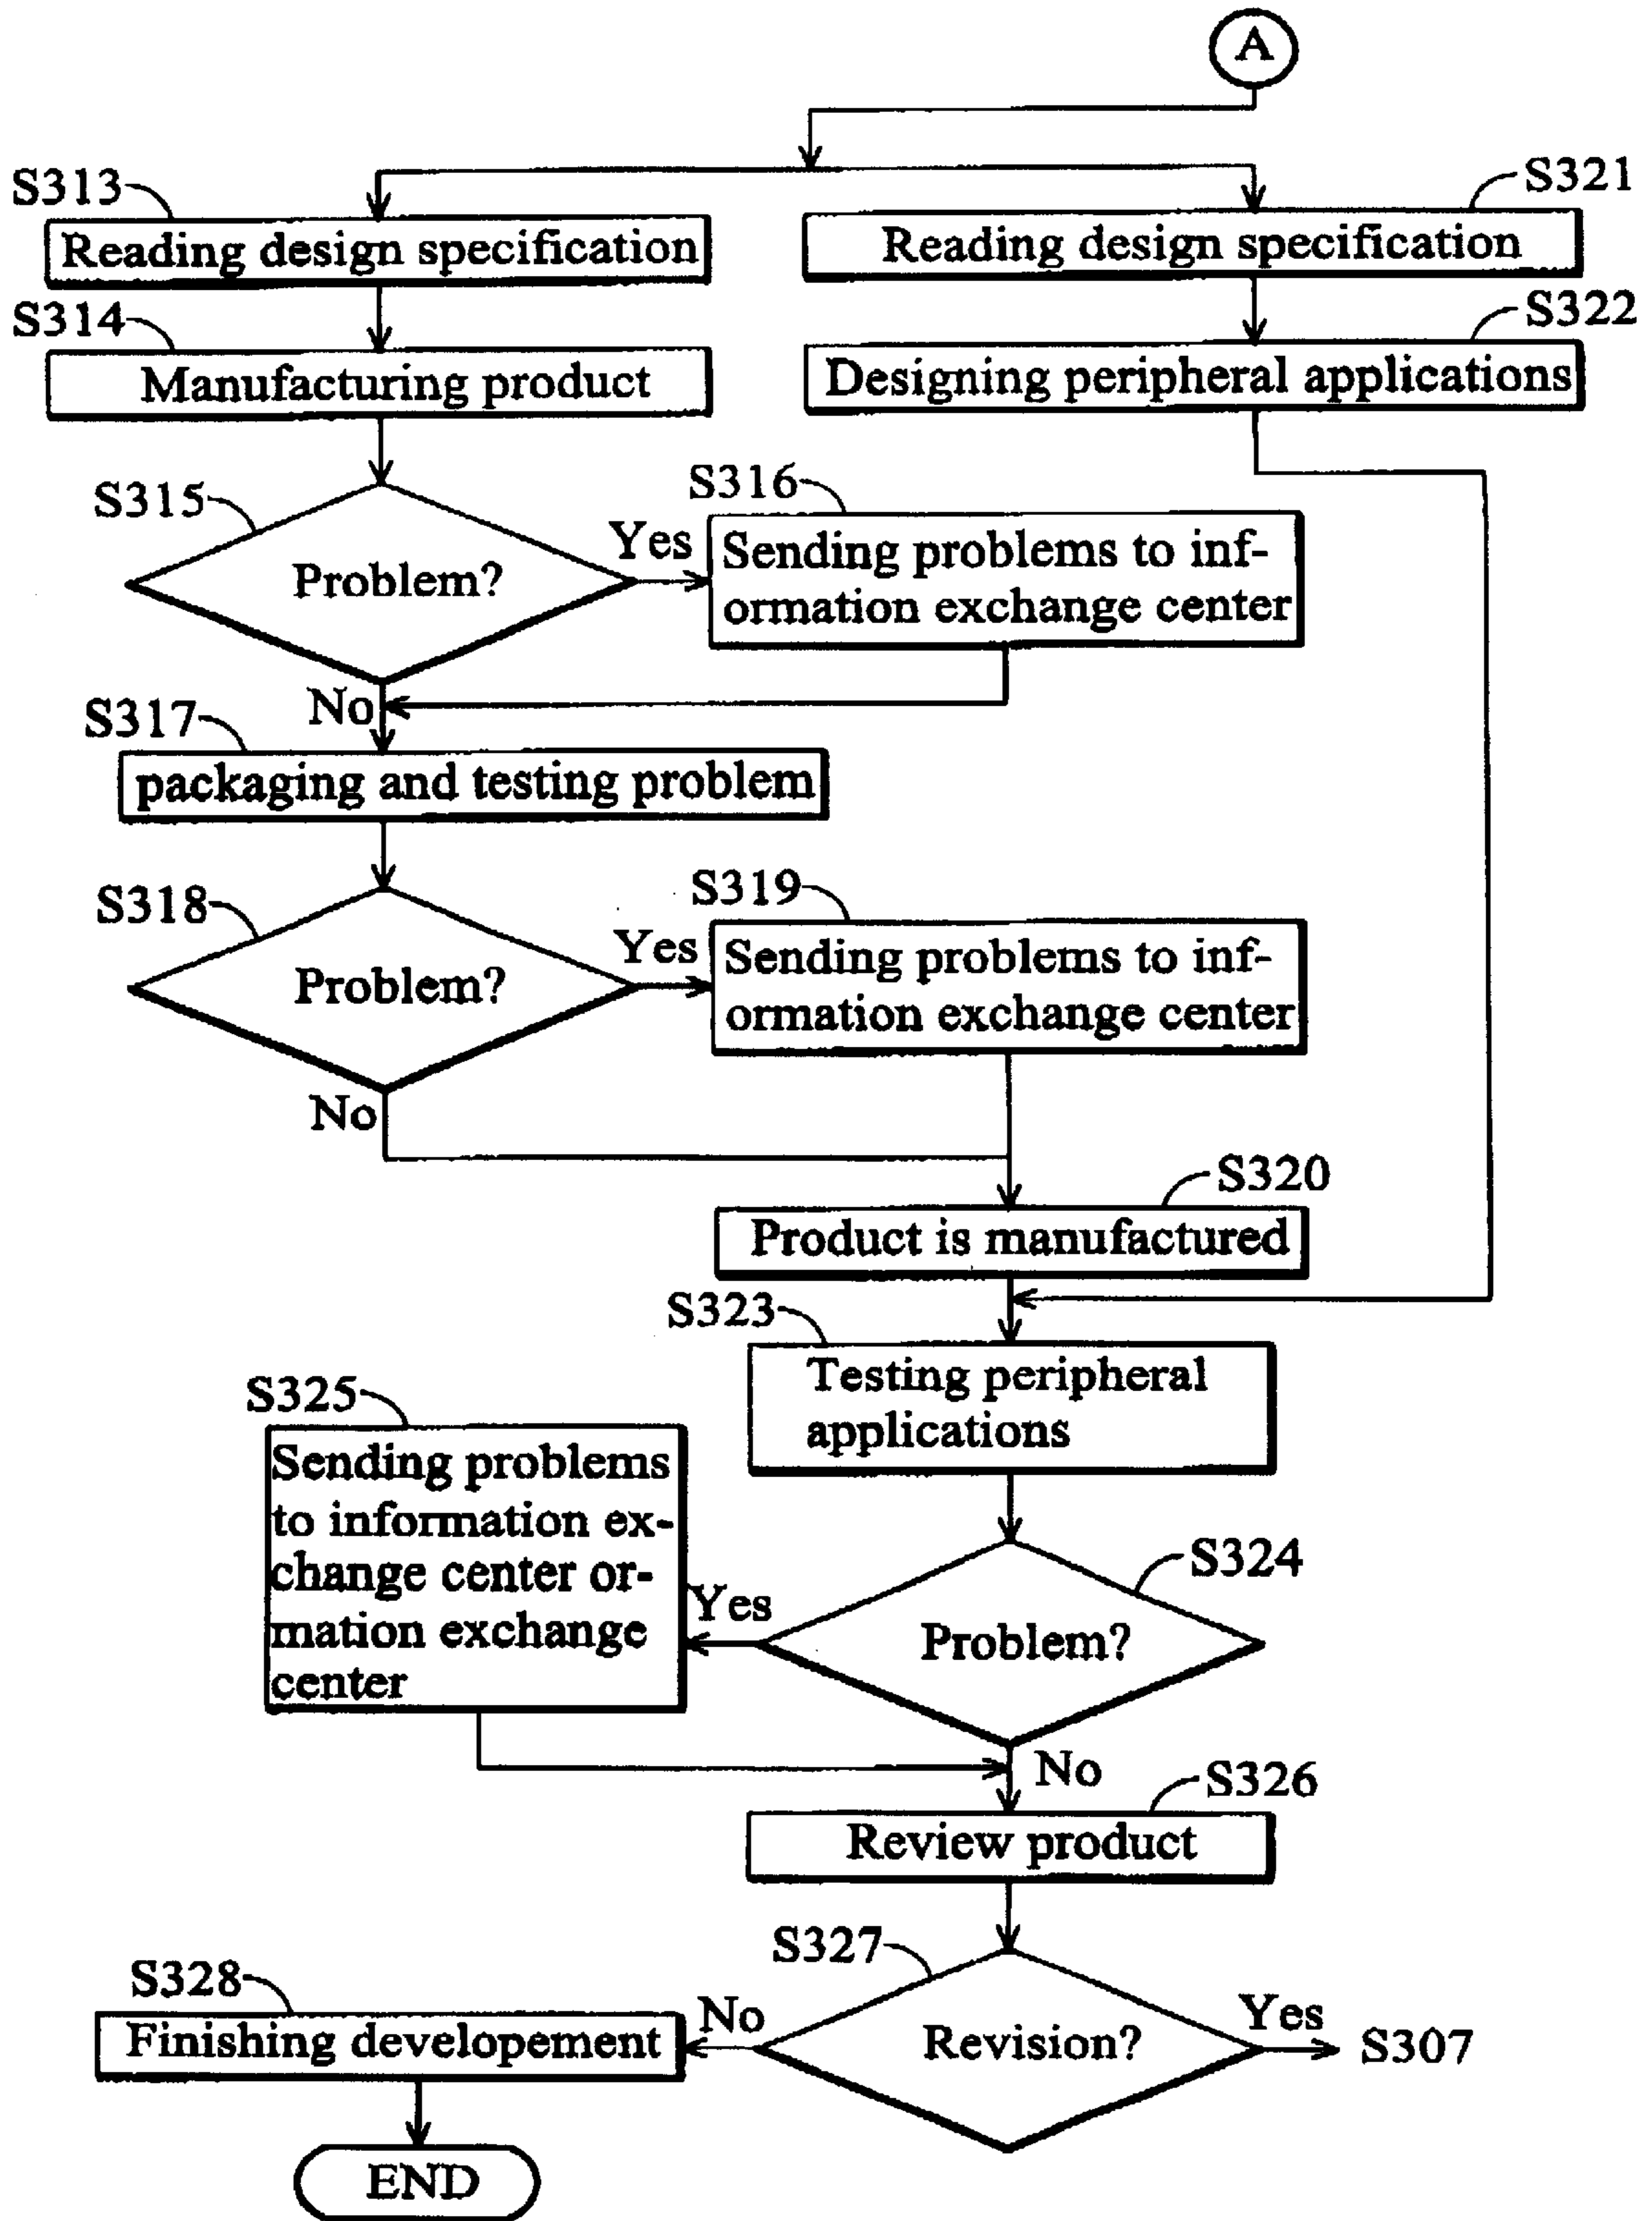 A
S313
S321
Reading design specification
Reading design specification
S314
S322
Manufacturing product
Designing peripheral applications
S315
S316
Problem?
Yes
Sending problems to inf-
ormation exchange center
No
S317
packaging and testing problem
S318
S319
Problem?
Yes
Sending problems to inf-
ormation exchange center
No
S320
Product is manufactured
S323
Testing peripheral
applications
S325
Sending problems
to information ex-
change center or-
mation exchange
center
S324
Yes
Problem?
No
S326
Review product
S327
S328
Finishing developement
No
Revision?
Yes
S307
END